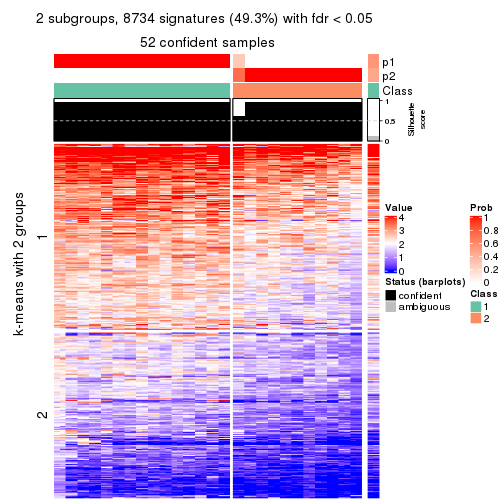 2 subgroups, 8734 signatures (49.3%) with fdr < 0.05
52 confident samples
p1
p2
Class
1
0.5
0
Silhouette
score
k-means with 2 groups
1
2
Value
4
3
2
1
0
Status (barplots)
confident
ambiguous
Prob
1
0.8
0.6
0.4
0.2
0
Class
1
2